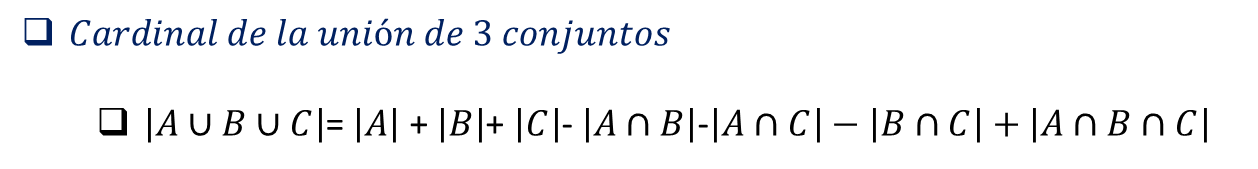 ❑ Cardinal de la unión de 3 conjuntos
❑ |A ∪ B ∪ C|= |A| + |B|+ |C|- |A ∩ B|-|A ∩ C| − |B ∩ C| + |A ∩ B ∩ C|